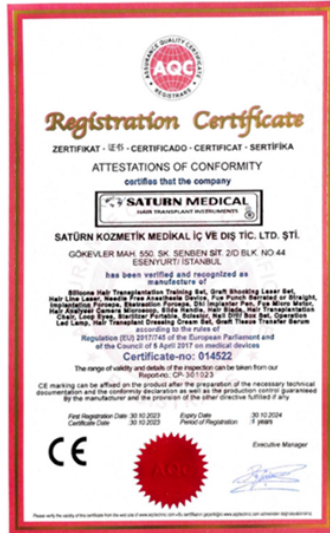 ASSURANCE QUALITY CERTIFICATE
AQC
REGISTRARS
Registration Certificate
ZERTIFIKAT - 证书 - CERTIFICADO - CERTIFICAT - SERTİFİKA
ATTESTATIONS OF CONFORMITY
certifies that the company
SATURN MEDICAL
HAIR TRANSPLANT INSTRUMENTS
SATÜRN KOZMETİK MEDİKAL İÇ VE DIŞ TİC. LTD. ŞTİ.
GÖKEVLER MAH. 550. SK. SENBEN SİT. 2/D BLK. NO:44
ESENYURT/ İSTANBUL
has been verified and recognized as
manufacture of
Silicone Hair Transplantation Training Set, Graft Shocking Laser Set,
Hair Line Laser, Needle Free Anesthesia Device, Fue Punch Serrated or Straight,
Implantation Forceps, Ekstraction Forceps, Dhi Implanter Pen, Fue Micro Motor,
Hair Analyser Camera Microscop, Slide Handle, Hair Blade, Hair Transplantation
Chair, Loop Eyes, Sterilizer Portable, Outomat, Hair DHI Box Set, Operation
Led Lamp, Hair Transplant Dressing Cream Set, Graft Tissue Transfer Serum
according to the rules of
Regulation (EU) 2017/745 of the European Parliament and
of the Council of 5 April 2017 on medical devices
Certificate-no: 014522
The range of validity and details of the inspection can be taken from our
Report-no.: CP-301023
CE marking can be affixed on the product after the preparation of the necessary technical
documentation and the conformity declaration as well as the production control guaranteed
By the manufacturer and the provision of the other directive fulfilled if any
First Registration Date: 30.10.2023 Expiry Date: 30.10.2024
Certificate Date: 30.10.2023 Period of Registration: 1 years
Executive Manager
CE
AQC